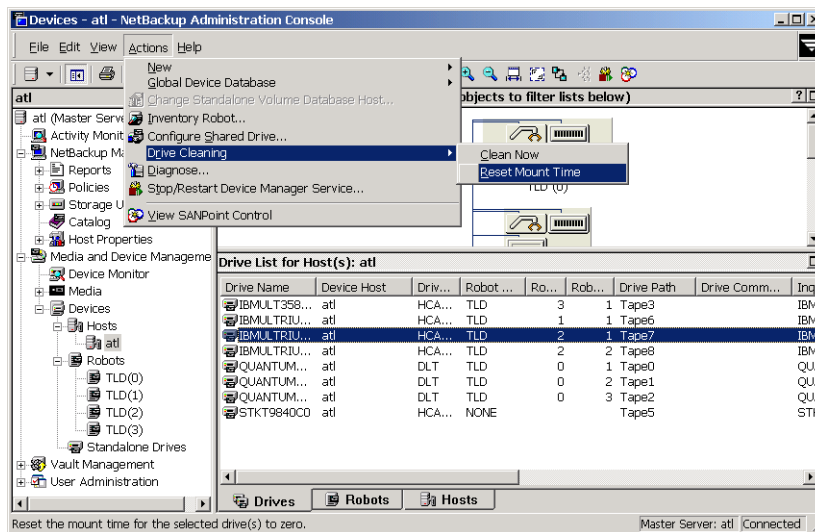 Devices - atl - NetBackup Administration Console
File Edit View Actions Help
New
Global Device Database
Change Standalone Volume Database Host...
Inventory Robot...
Configure Shared Drive...
Drive Cleaning
Diagnose...
Stop/Restart Device Manager Service...
View SANPoint Control
Clean Now
Reset Mount Time
atl
objects to filter lists below)
TLD (0)
atl (Master Serve
Activity Monit
NetBackup Ma
Reports
Policies
Storage U
Catalog
Host Properties
Media and Device Manageme
Device Monitor
Media
Devices
Hosts
atl
Robots
TLD(0)
TLD(1)
TLD(2)
TLD(3)
Standalone Drives
Vault Management
User Administration
Drive List for Host(s): atl
Drive Name Device Host Driv... Robot ... Ro... Rob... Drive Path Drive Comm... Inq
IBMULT358... atl HCA... TLD 3 1 Tape3 IBM
IBMULTRIU... atl HCA... TLD 1 1 Tape6 IBM
IBMULTRIU... atl HCA... TLD 2 1 Tape7 IBM
IBMULTRIU... atl HCA... TLD 2 2 Tape8 IBM
QUANTUM... atl DLT TLD 0 1 Tape0 QU
QUANTUM... atl DLT TLD 0 2 Tape1 QU
QUANTUM... atl DLT TLD 0 3 Tape2 QU
STKT9840C0 atl HCA... NONE Tape5 STK
Drives Robots Hosts
Reset the mount time for the selected drive(s) to zero. Master Server: atl Connected